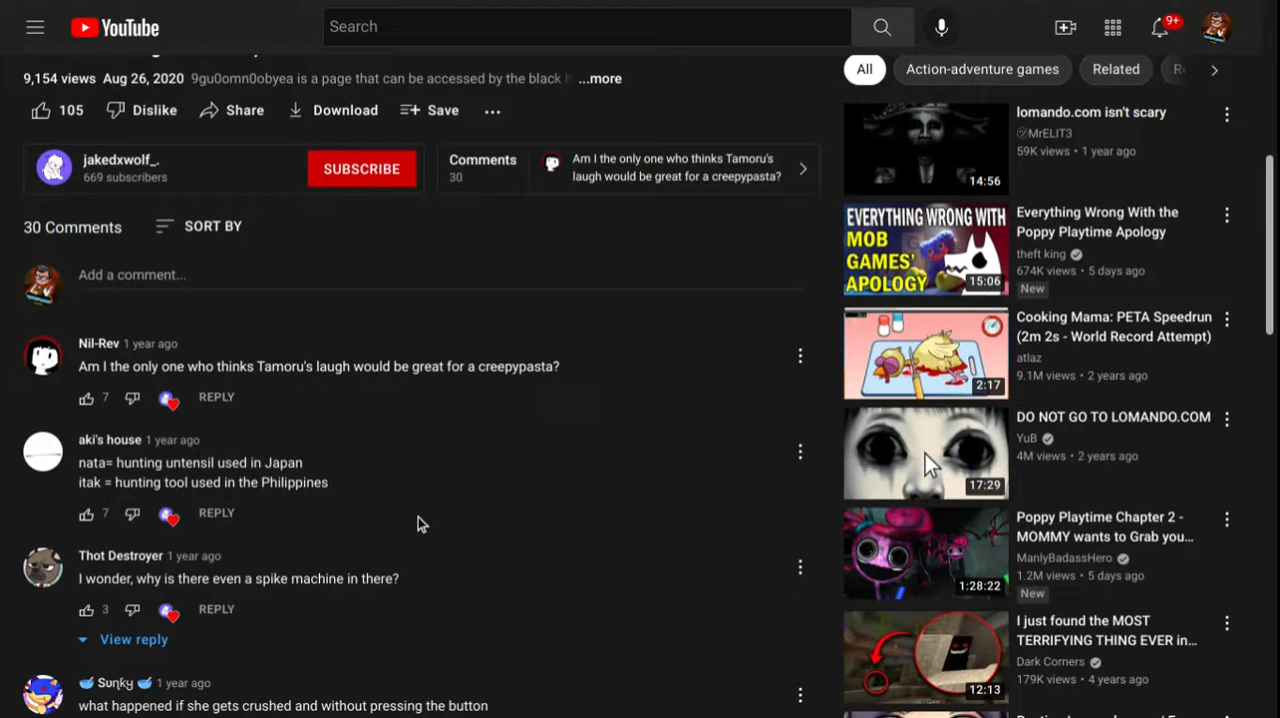 YouTube
Search
9+
9,154 views Aug 26, 2020 9gu0omn0obyea is a page that can be accessed by the black h ...more
105 Dislike Share Download Save
jakedxwolf_.
669 subscribers
SUBSCRIBE
Comments
30
Am I the only one who thinks Tamoru's
laugh would be great for a creepypasta?
30 Comments SORT BY
Add a comment...
Nil-Rev 1 year ago
Am I the only one who thinks Tamoru's laugh would be great for a creepypasta?
7 REPLY
aki's house 1 year ago
nata= hunting untensil used in Japan
itak = hunting tool used in the Philippines
7 REPLY
Thot Destroyer 1 year ago
I wonder, why is there even a spike machine in there?
3 REPLY
View reply
Sυɳƙყ 1 year ago
what happened if she gets crushed and without pressing the button
All Action-adventure games Related
14:56
lomando.com isn't scary
MrELIT3
59K views • 1 year ago
EVERYTHING WRONG WITH
MOB
GAMES'
APOLOGY
15:06
Everything Wrong With the
Poppy Playtime Apology
theft king
674K views • 5 days ago
New
2:17
Cooking Mama: PETA Speedrun
(2m 2s - World Record Attempt)
atlaz
9.1M views • 2 years ago
17:29
DO NOT GO TO LOMANDO.COM
YuB
4M views • 2 years ago
1:28:22
Poppy Playtime Chapter 2 -
MOMMY wants to Grab you...
ManlyBadassHero
1.2M views • 5 days ago
New
12:13
I just found the MOST
TERRIFYING THING EVER in...
Dark Corners
179K views • 4 years ago